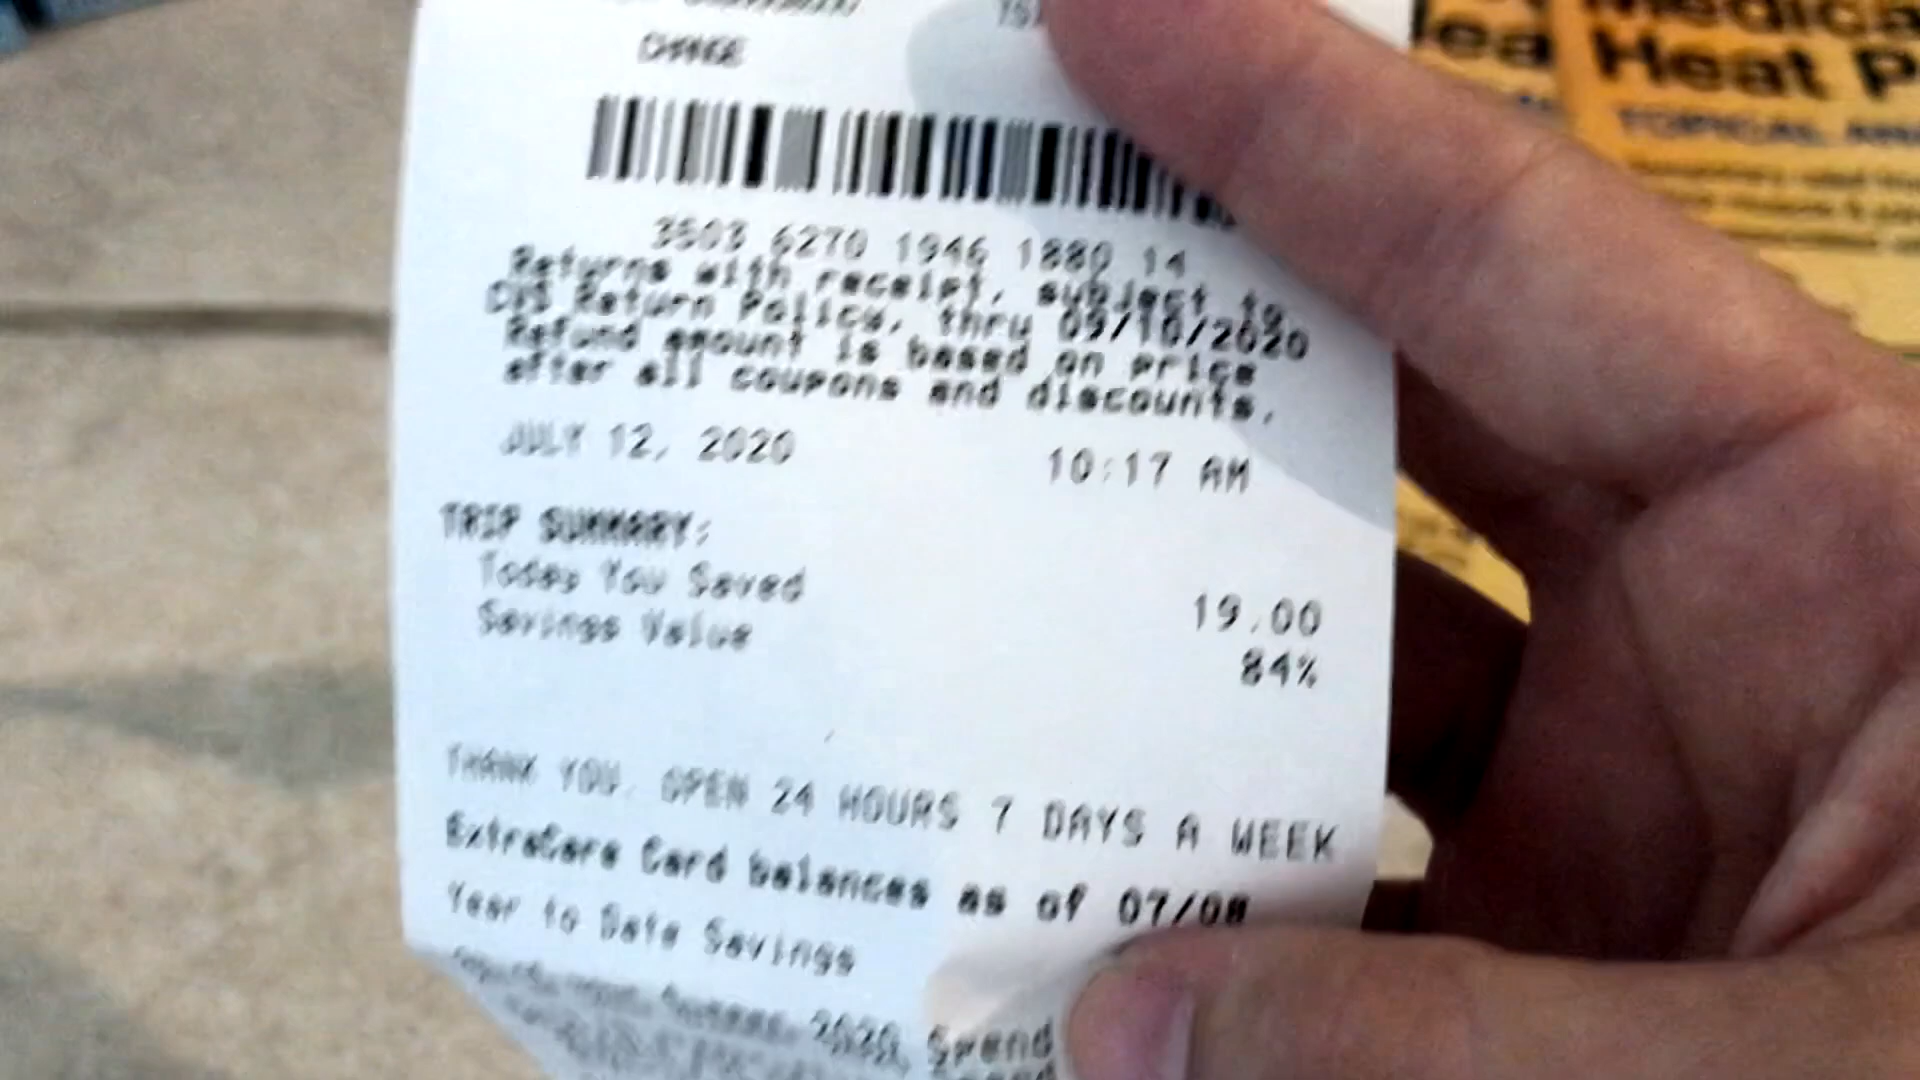 CHANGE
3503 6270 1946 1880 14
Returns with receipt, subject to
CVS Return Policy, thru 09/10/2020
Refund amount is based on price
after all coupons and discounts.
JULY 12, 2020 10:17 AM
TRIP SUMMARY:
Today You Saved 19.00
Savings Value 84%
THANK YOU. OPEN 24 HOURS 7 DAYS A WEEK
ExtraCare Card balances as of 07/08
Year to Date Savings
2020, Spend
Heat
TOPICAL